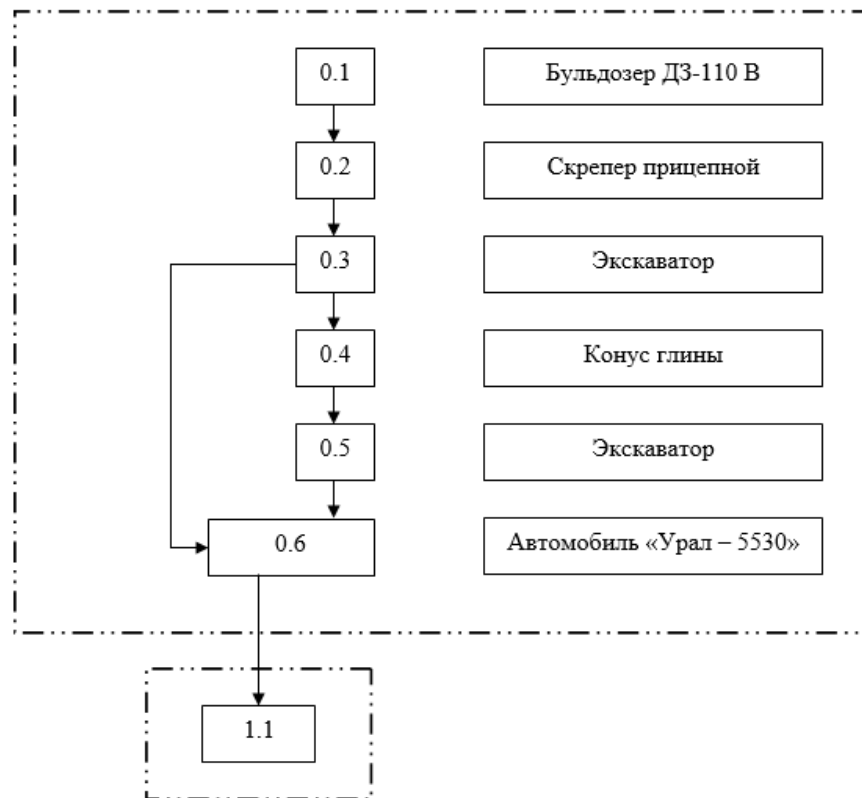 0.1 Бульдозер ДЗ-110 В
0.2 Скрепер прицепной
0.3 Экскаватор
0.4 Конус глины
0.5 Экскаватор
0.6 Автомобиль «Урал – 5530»
1.1